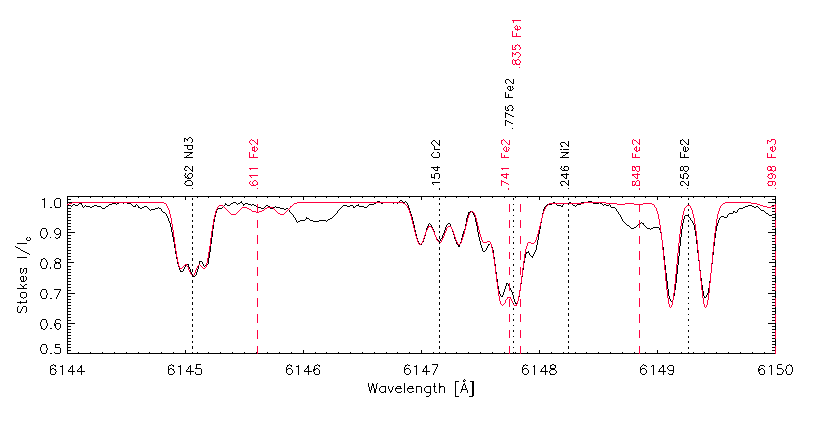 .835 Fe1
.775 Fe2
.062 Nd3
.611 Fe2
.154 Cr2
.741 Fe2
.246 Ni2
.848 Fe2
.258 Fe2
.998 Fe3
1.0
0.9
0.8
0.7
0.6
0.5
Stokes I/Ic
6144
6145
6146
6147
6148
6149
6150
Wavelength [Å]